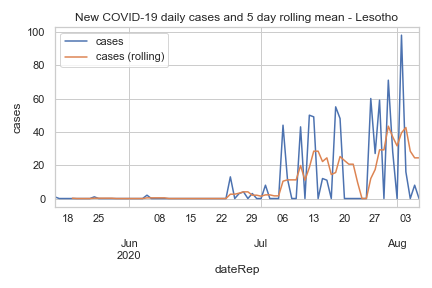 New COVID-19 daily cases and 5 day rolling mean - Lesotho
cases
cases (rolling)
100
80
60
40
20
0
cases
18 25 08 15 22 29 06 13 20 27 03
Jun Jul Aug
2020
dateRep